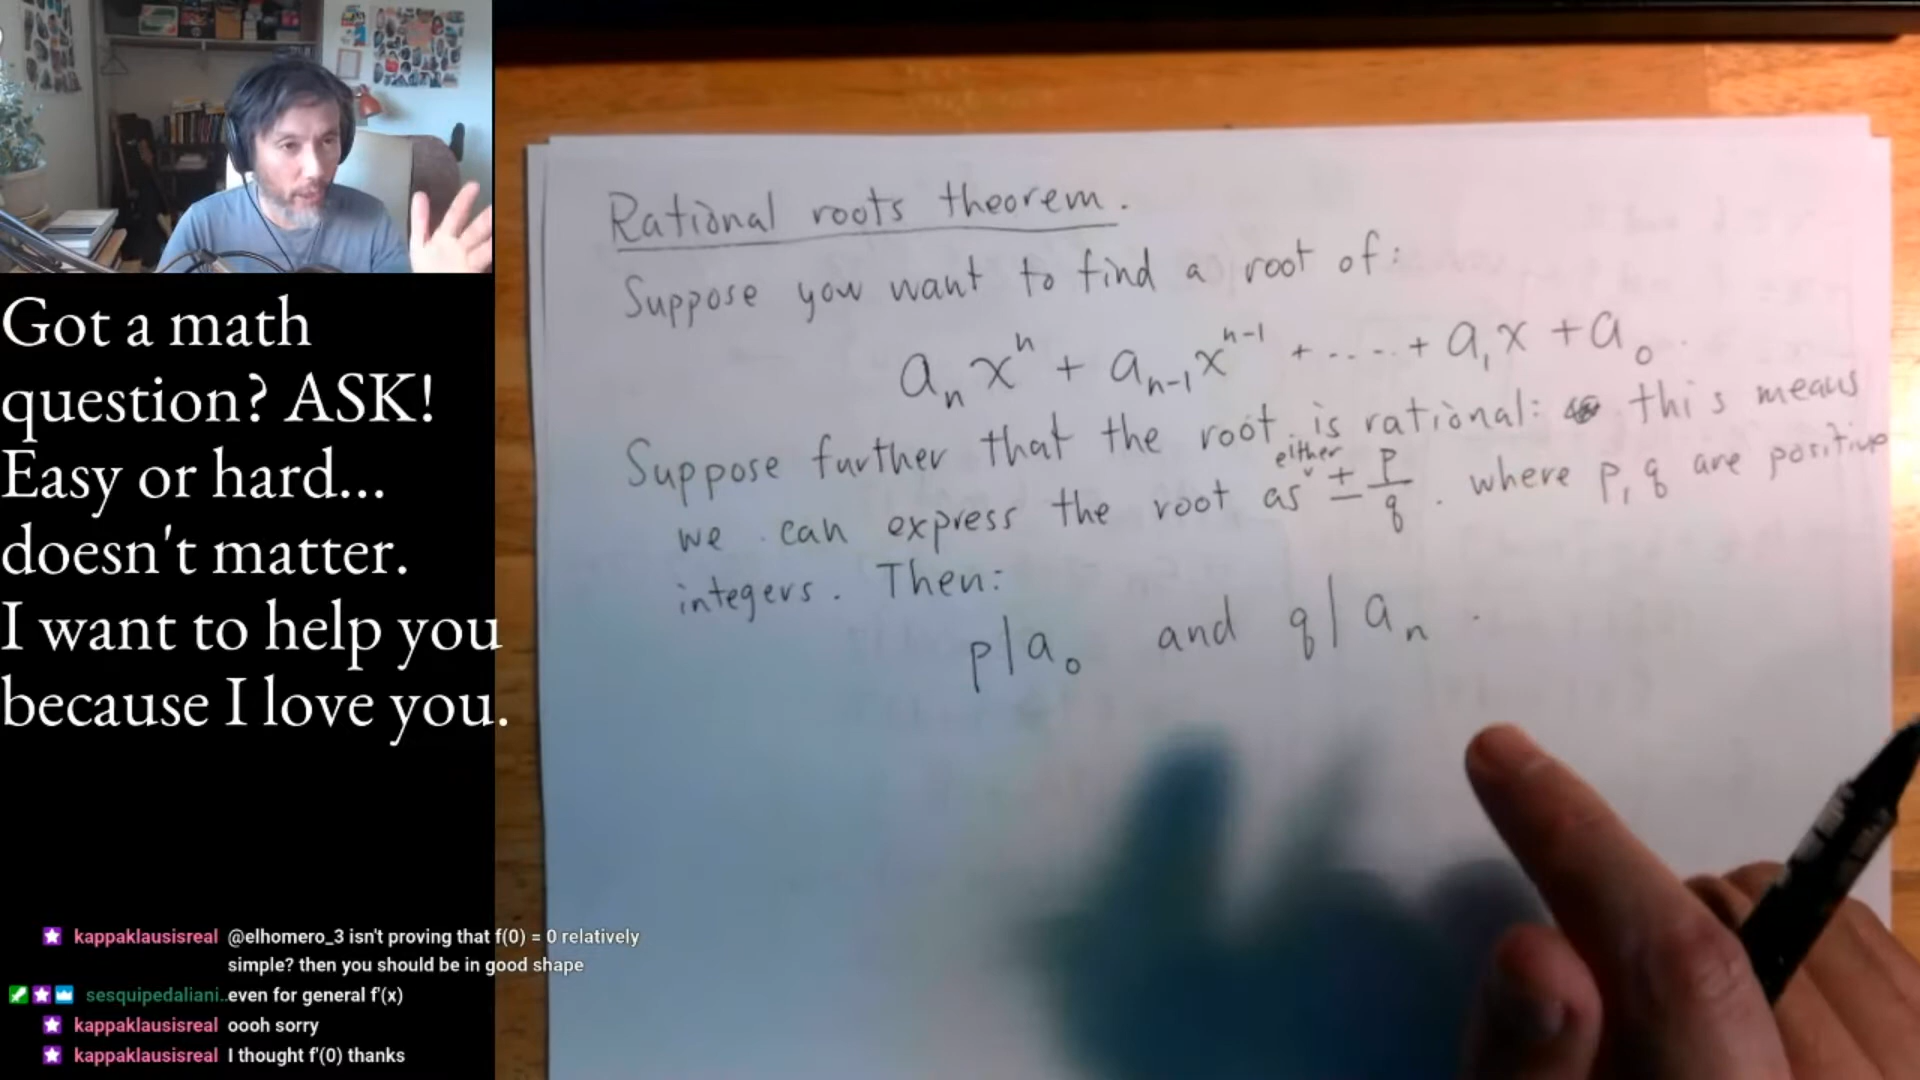 Got a math
question? ASK!
Easy or hard...
doesn't matter.
I want to help you
because I love you.
Rational roots theorem.
Suppose you want to find a root of:
aₙxⁿ + aₙ₋₁xⁿ⁻¹ + ..... + a₁x + a₀.
Suppose further that the root is rational: this means
we can express the root as either ± p/q . where p, q are positive
integers. Then:
p|a₀ and q|aₙ .
kappaklausisreal @elhomero_3 isn't proving that f(0) = 0 relatively
simple? then you should be in good shape
sesquipedaliani.. even for general f'(x)
kappaklausisreal oooh sorry
kappaklausisreal I thought f'(0) thanks